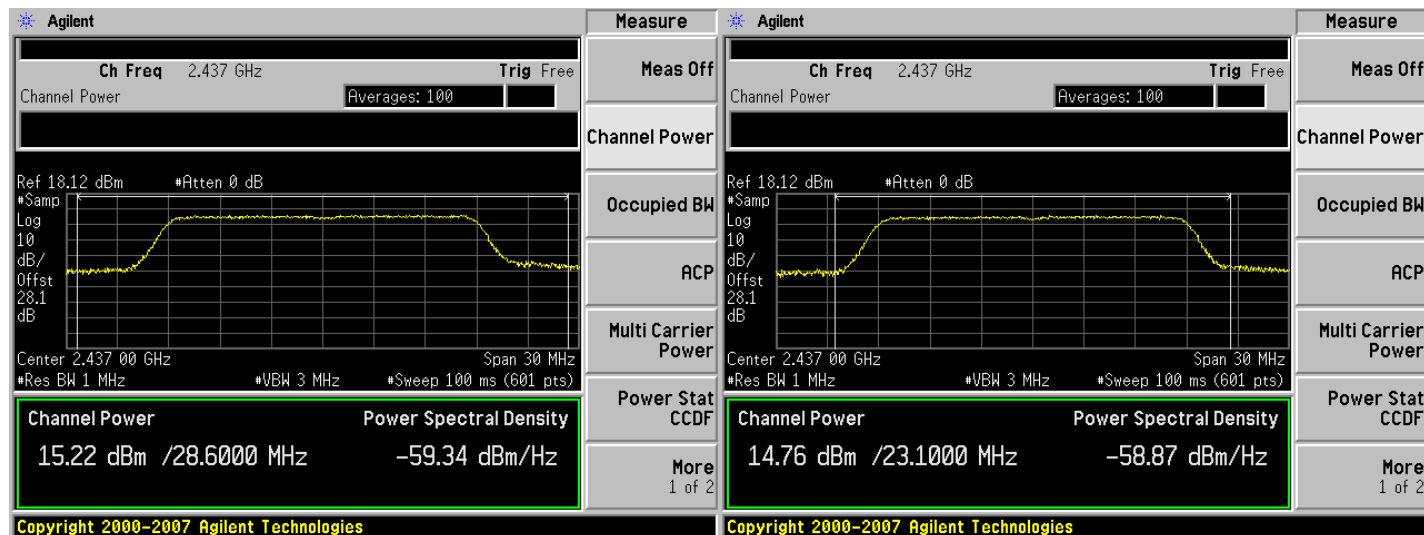 Agilent
Measure
Ch Freq 2.437 GHz Trig Free
Meas Off
Channel Power Averages: 100
Channel Power
Ref 18.12 dBm #Atten 0 dB
#Samp
Log
10
dB/
Offst
28.1
dB
Occupied BW
ACP
Multi Carrier
Power
Center 2.437 00 GHz Span 30 MHz
#Res BW 1 MHz #VBW 3 MHz #Sweep 100 ms (601 pts)
Power Stat
CCDF
Channel Power Power Spectral Density
15.22 dBm /28.6000 MHz -59.34 dBm/Hz
More
1 of 2
Copyright 2000-2007 Agilent Technologies
Agilent
Measure
Ch Freq 2.437 GHz Trig Free
Meas Off
Channel Power Averages: 100
Channel Power
Ref 18.12 dBm #Atten 0 dB
#Samp
Log
10
dB/
Offst
28.1
dB
Occupied BW
ACP
Multi Carrier
Power
Center 2.437 00 GHz Span 30 MHz
#Res BW 1 MHz #VBW 3 MHz #Sweep 100 ms (601 pts)
Power Stat
CCDF
Channel Power Power Spectral Density
14.76 dBm /23.1000 MHz -58.87 dBm/Hz
More
1 of 2
Copyright 2000-2007 Agilent Technologies